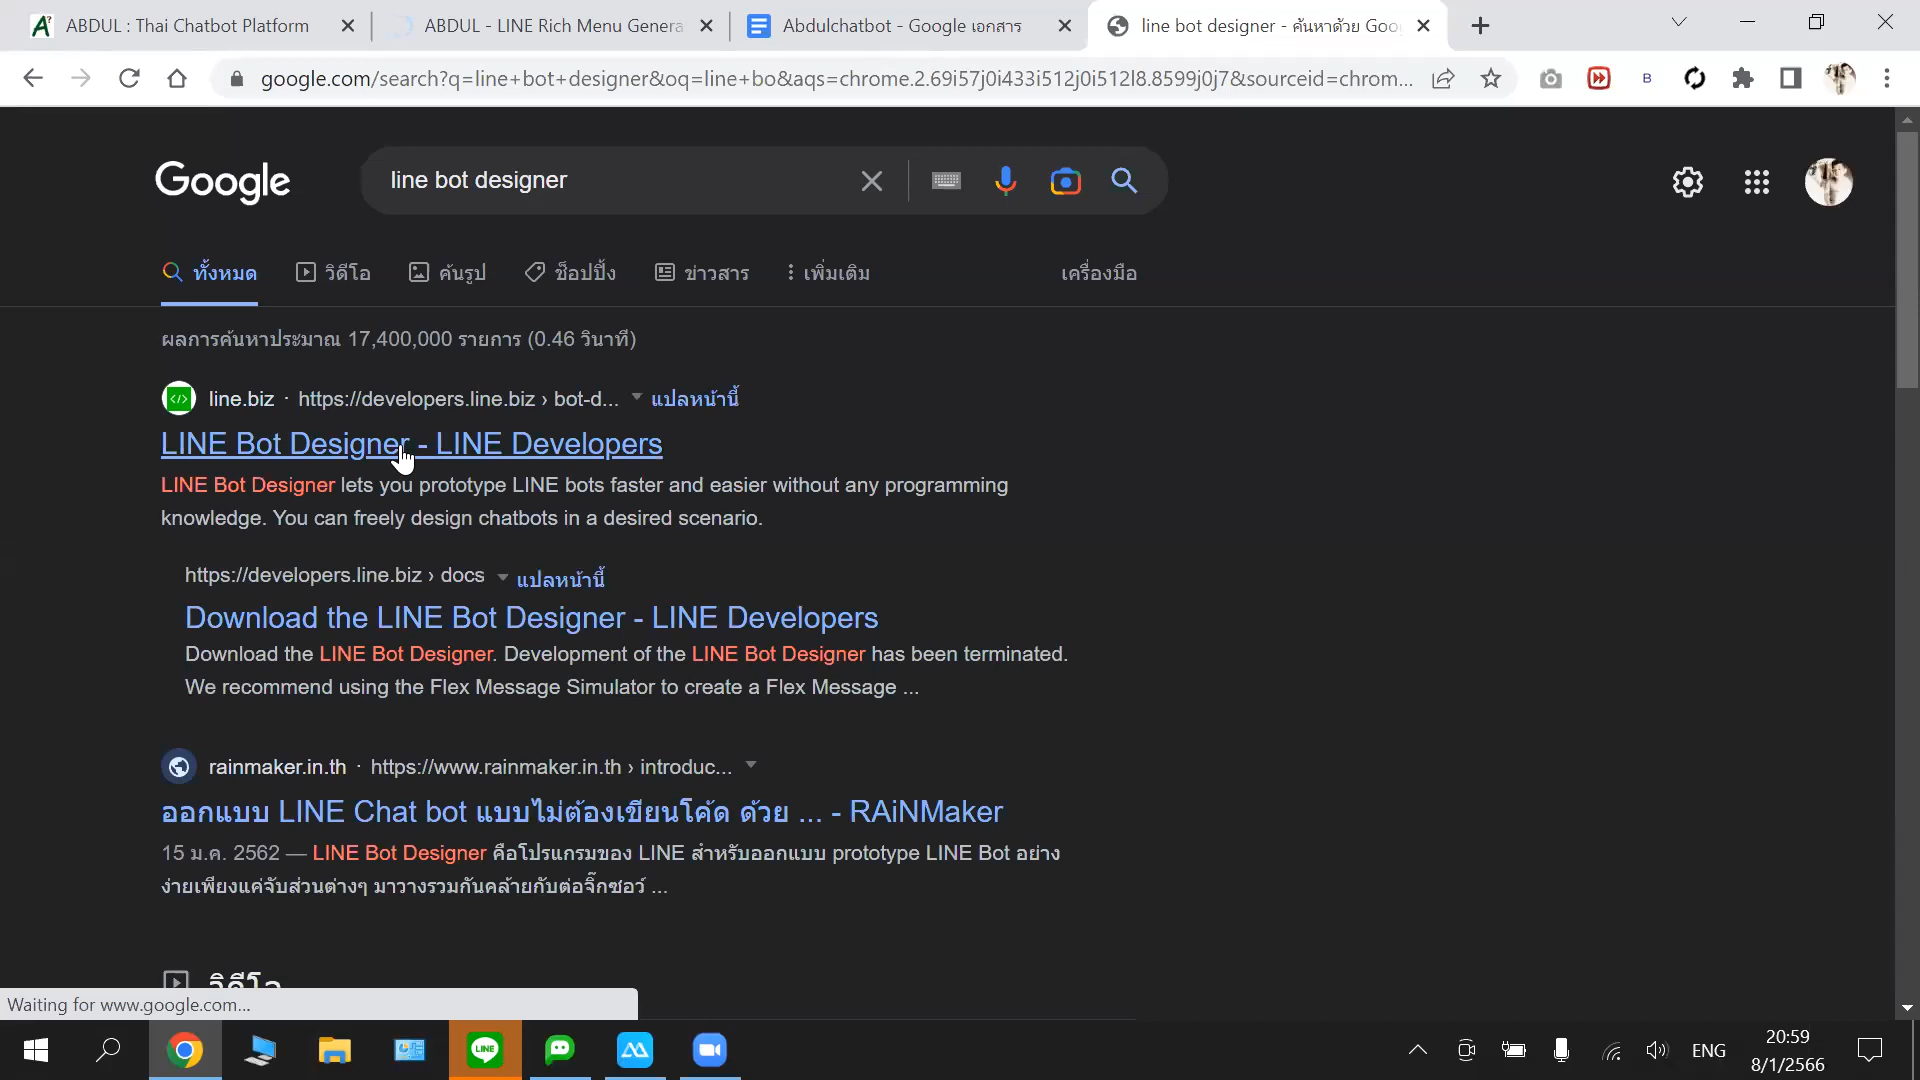 ABDUL : Thai Chatbot Platform
ABDUL - LINE Rich Menu Genera
Abdulchatbot - Google เอกสาร
line bot designer - ค้นหาด้วย Goo
google.com/search?q=line+bot+designer&oq=line+bo&aqs=chrome.2.69i57j0i433i512j0i512l8.8599j0j7&sourceid=chrom...
B
Google
line bot designer
ทั้งหมด
วิดีโอ
ค้นรูป
ช็อปปิ้ง
ข่าวสาร
เพิ่มเติม
เครื่องมือ
ผลการค้นหาประมาณ 17,400,000 รายการ (0.46 วินาที)
line.biz · https://developers.line.biz › bot-d... แปลหน้านี้
LINE Bot Designer - LINE Developers
LINE Bot Designer lets you prototype LINE bots faster and easier without any programming
knowledge. You can freely design chatbots in a desired scenario.
https://developers.line.biz › docs แปลหน้านี้
Download the LINE Bot Designer - LINE Developers
Download the LINE Bot Designer. Development of the LINE Bot Designer has been terminated.
We recommend using the Flex Message Simulator to create a Flex Message ...
rainmaker.in.th · https://www.rainmaker.in.th › introduc...
ออกแบบ LINE Chat bot แบบไม่ต้องเขียนโค้ด ด้วย ... - RAiNMaker
15 ม.ค. 2562 — LINE Bot Designer คือโปรแกรมของ LINE สำหรับออกแบบ prototype LINE Bot อย่าง
ง่ายเพียงแค่จับส่วนต่างๆ มาวางรวมกันคล้ายกับต่อจิ๊กซอว์ ...
วิดีโอ
Waiting for www.google.com...
LINE
ENG
20:59
8/1/2566